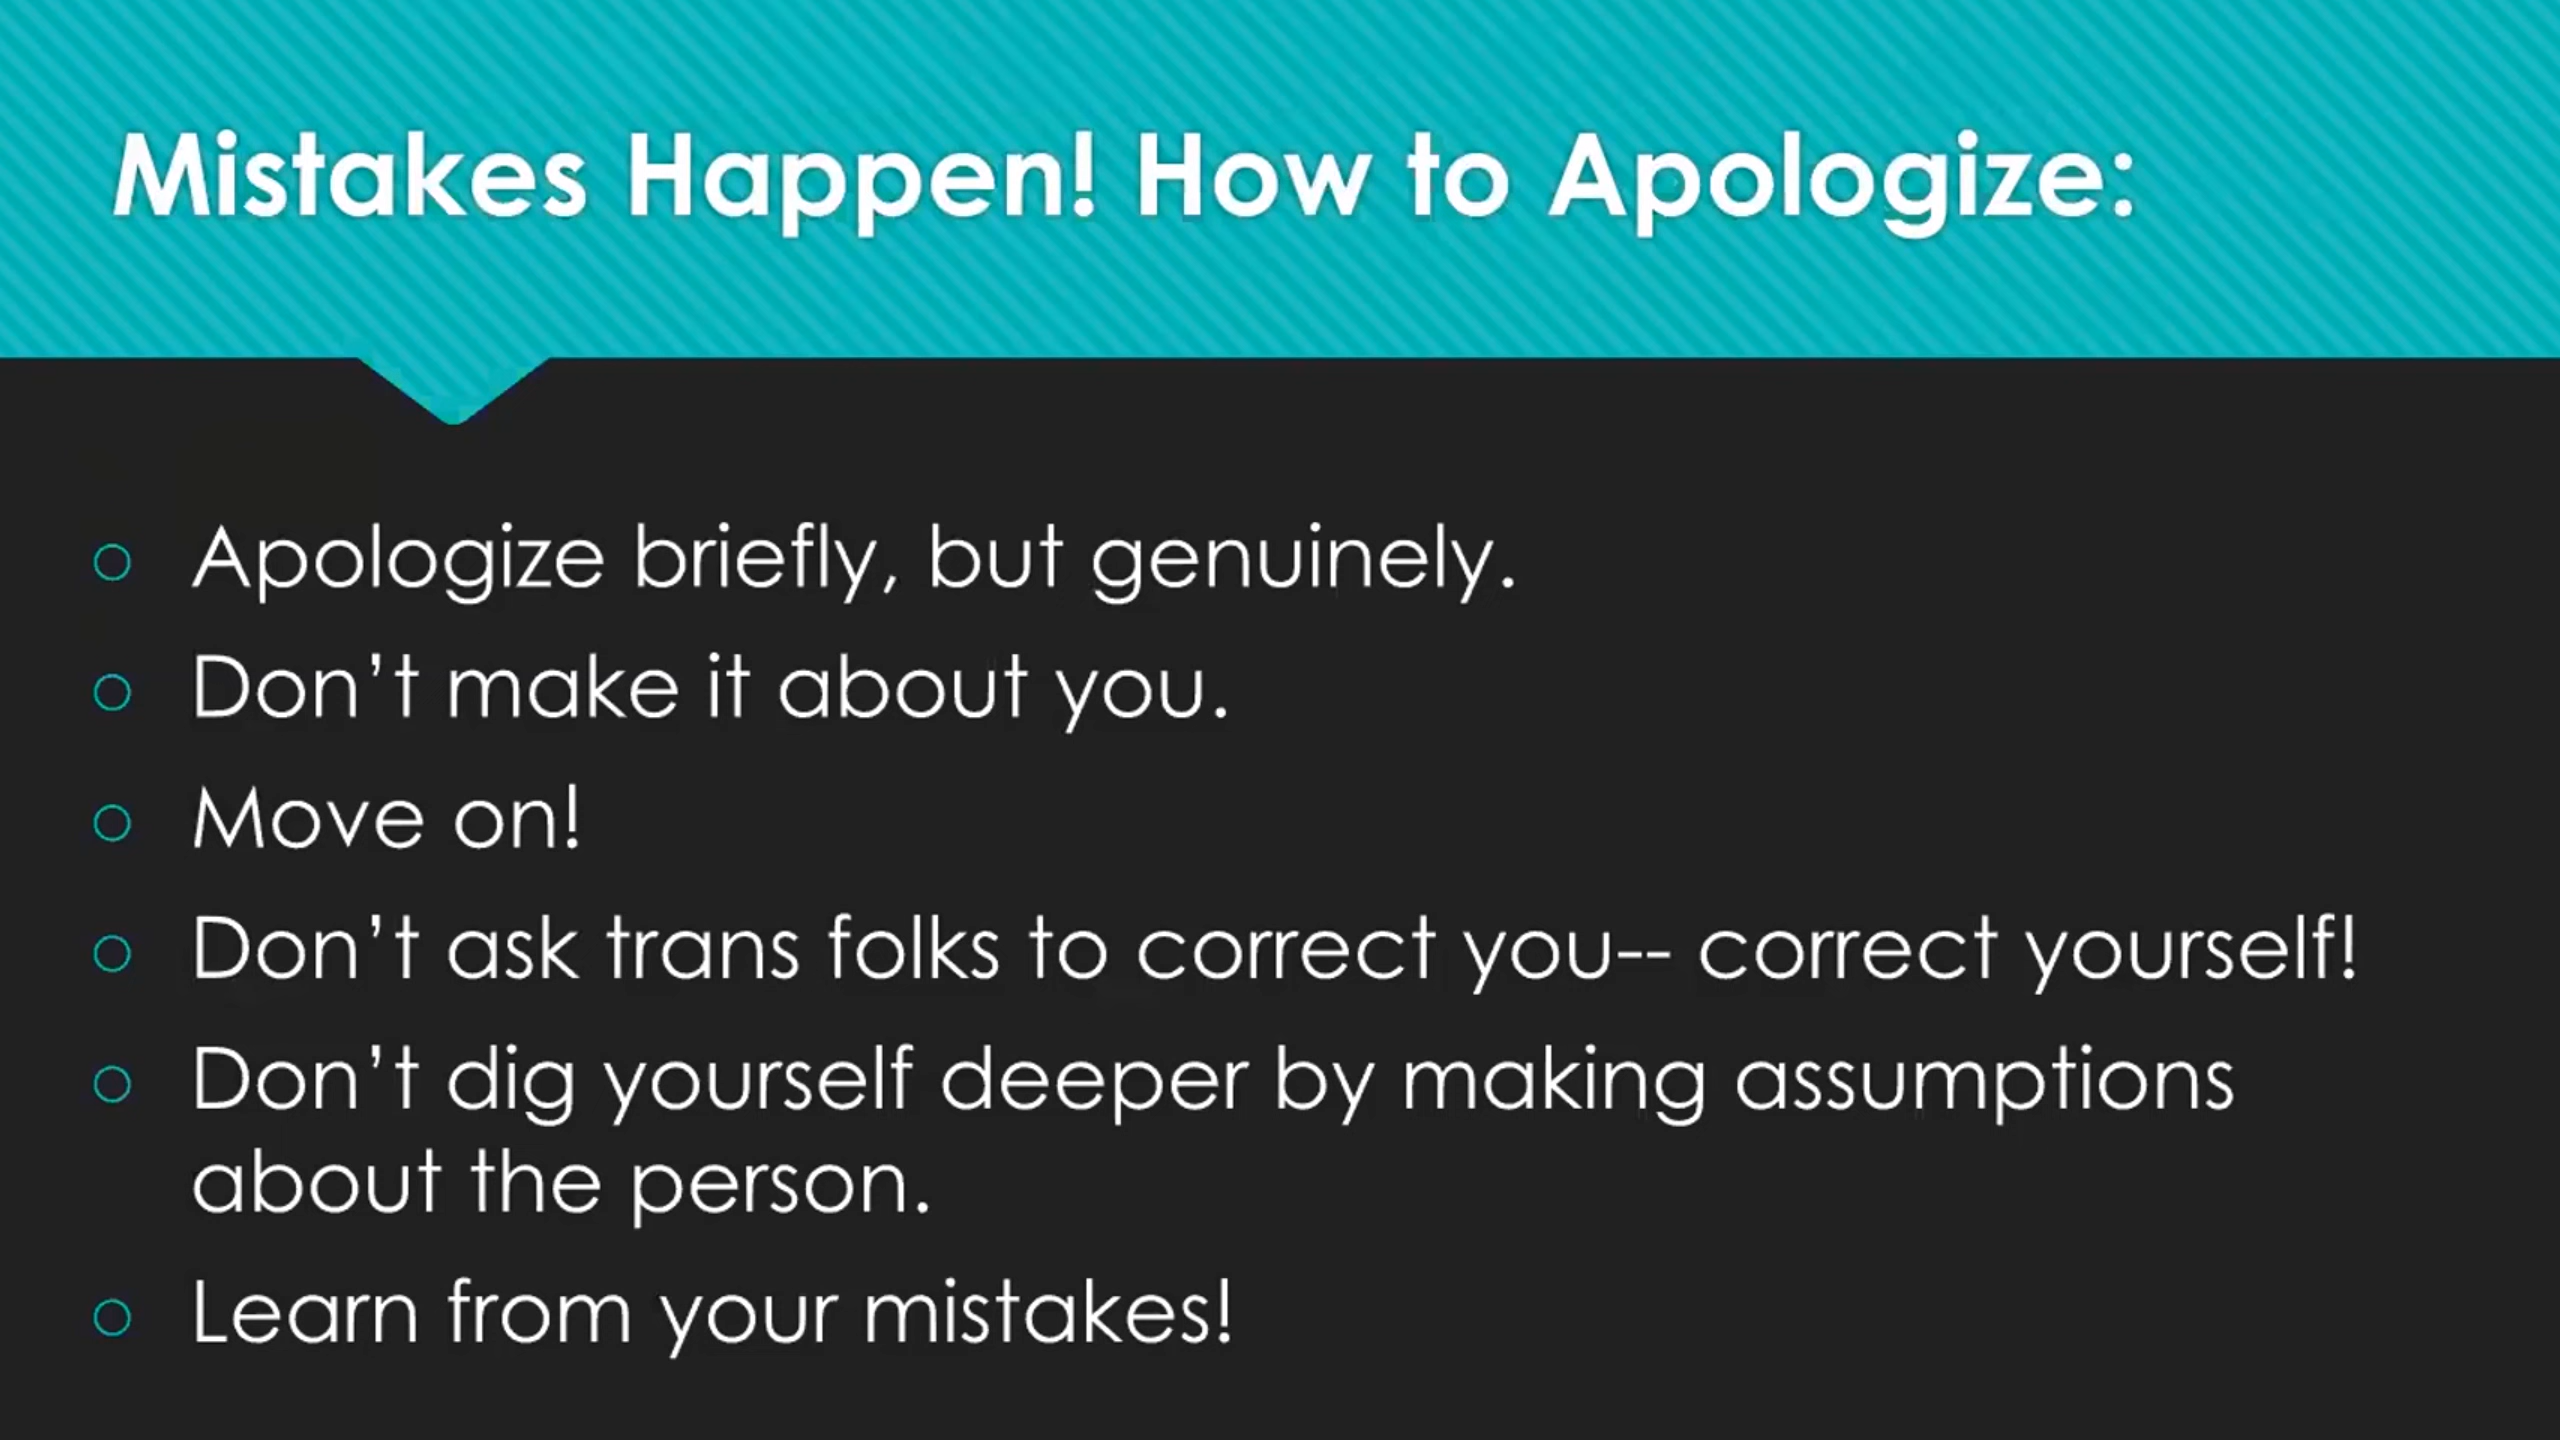 Mistakes Happen! How to Apologize:
Apologize briefly, but genuinely.
Don’t make it about you.
Move on!
Don’t ask trans folks to correct you-- correct yourself!
Don’t dig yourself deeper by making assumptions
about the person.
Learn from your mistakes!